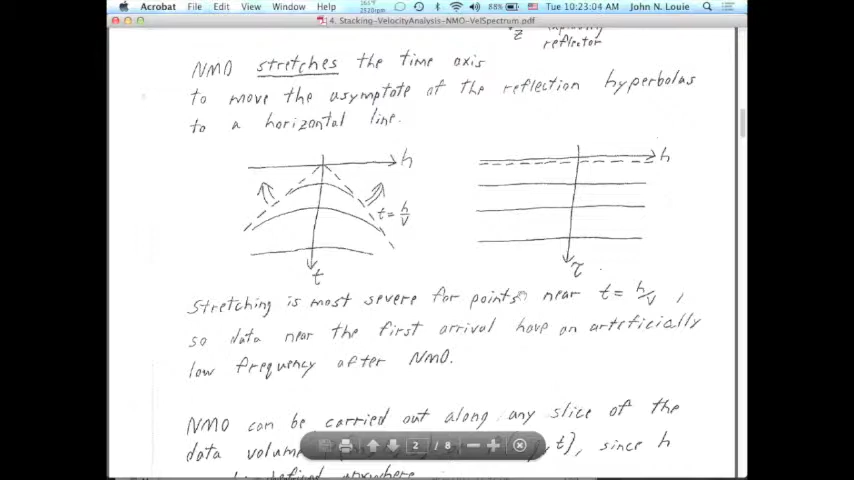 Acrobat File Edit View Window Help 88% Tue 10:23:04 AM John N. Louie
4. Stacking-VelocityAnalysis-NMO-VelSpectrum.pdf
z
reflector
NMO stretches the time axis
to move the asymptote of the reflection hyperbolas
to a horizontal line.
h
h
t = h/v
t
τ
Stretching is most severe for points near t = h/v ,
so data near the first arrival have an arteficially
low frequency after NMO.
NMO can be carried out along any slice of the
data volume t}, since h
2 / 8
anywhere